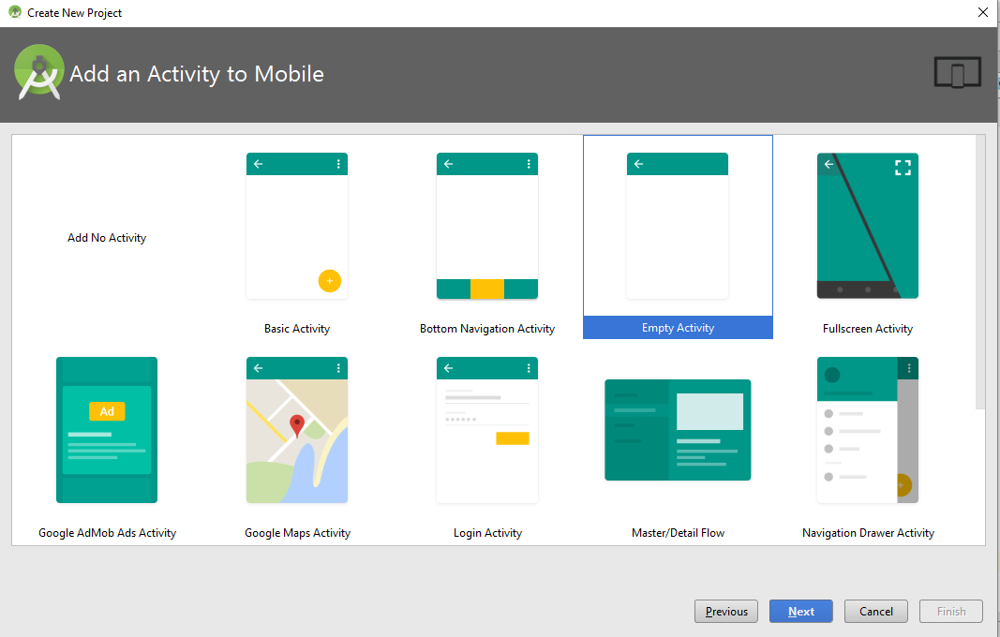 Create New Project
Add an Activity to Mobile
Add No Activity
Basic Activity
Bottom Navigation Activity
Empty Activity
Fullscreen Activity
Ad
Google AdMob Ads Activity
Google Maps Activity
Login Activity
Master/Detail Flow
Navigation Drawer Activity
Previous
Next
Cancel
Finish